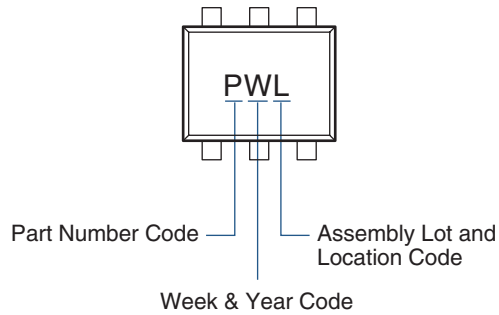 PWL
Part Number Code
Assembly Lot and
Location Code
Week & Year Code